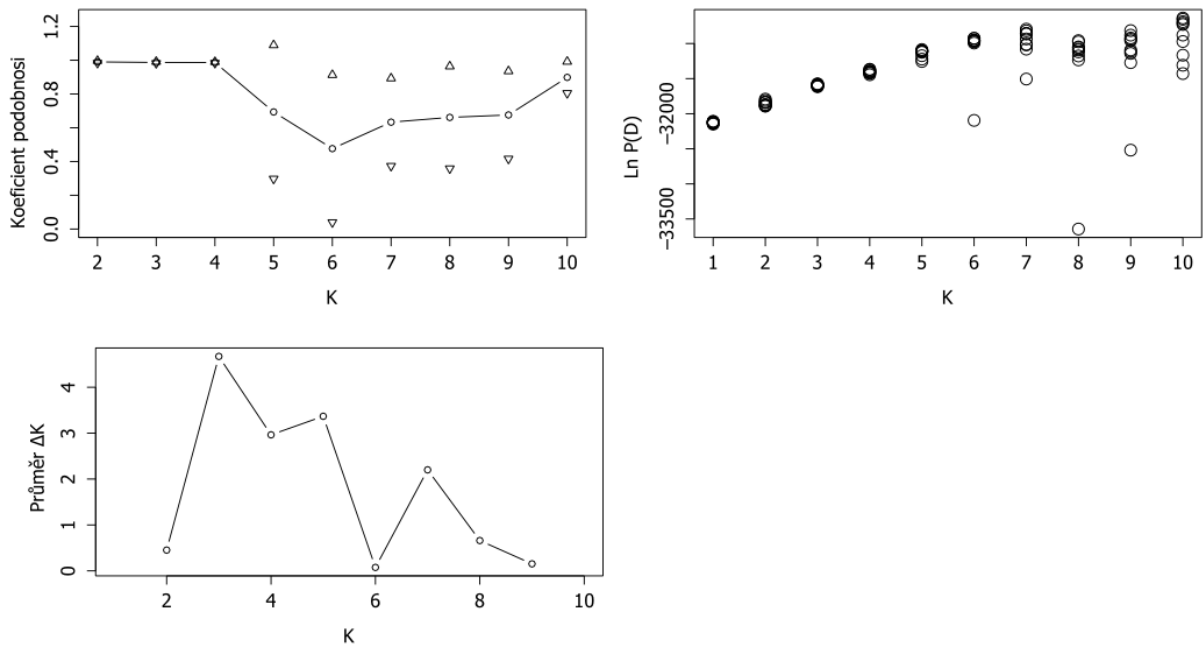 Koeficient podobnosi
0.0 0.4 0.8 1.2
2 3 4 5 6 7 8 9 10
K
Ln P(D)
-33500 -32000
1 2 3 4 5 6 7 8 9 10
K
Průměr ΔK
0 1 2 3 4
2 4 6 8 10
K